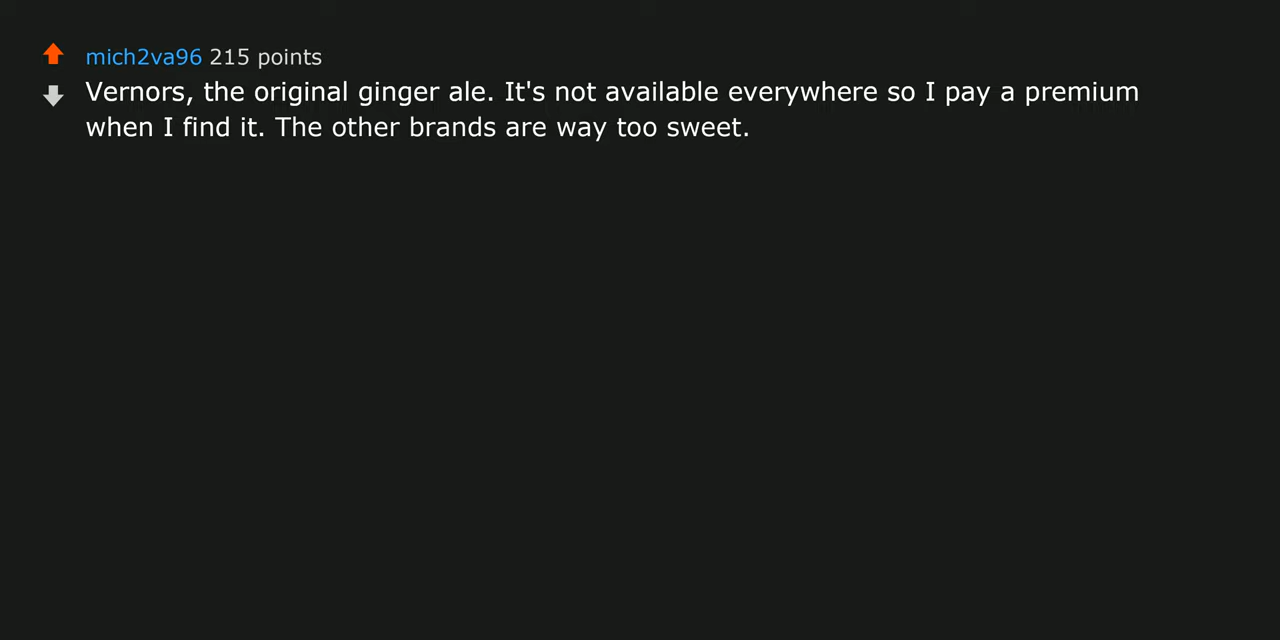 mich2va96 215 points
Vernors, the original ginger ale. It's not available everywhere so I pay a premium
when I find it. The other brands are way too sweet.